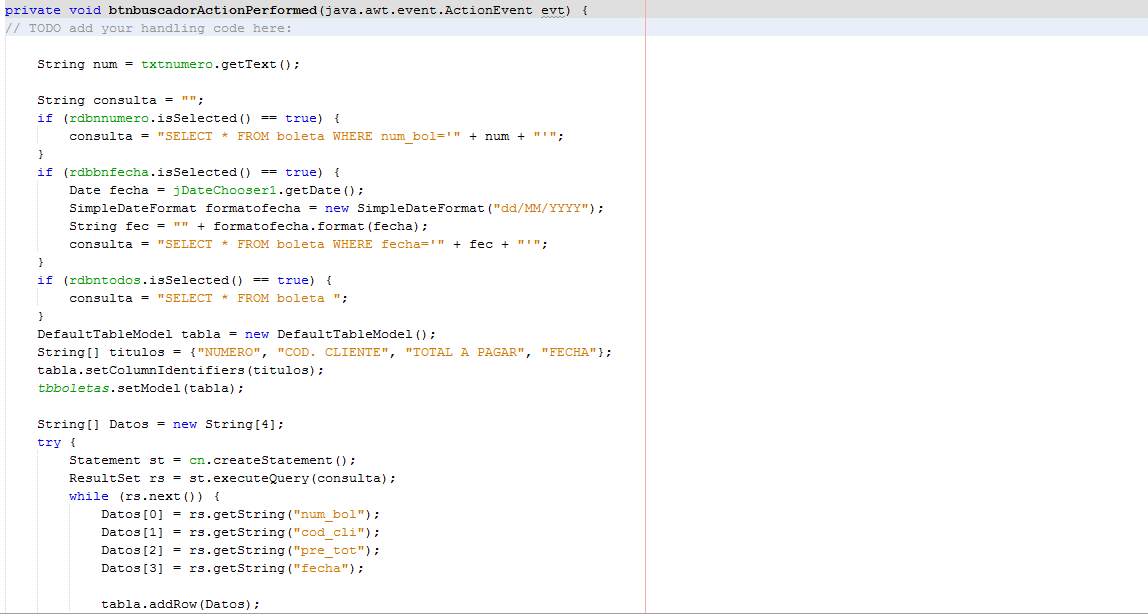 private void btnbuscadorActionPerformed(java.awt.event.ActionEvent evt) {
// TODO add your handling code here:
String num = txtnumero.getText();
String consulta = "";
if (rdbnnumero.isSelected() == true) {
consulta = "SELECT * FROM boleta WHERE num_bol='" + num + "'";
}
if (rdbbnfecha.isSelected() == true) {
Date fecha = jDateChooser1.getDate();
SimpleDateFormat formatofecha = new SimpleDateFormat("dd/MM/YYYY");
String fec = "" + formatofecha.format(fecha);
consulta = "SELECT * FROM boleta WHERE fecha='" + fec + "'";
}
if (rdbntodos.isSelected() == true) {
consulta = "SELECT * FROM boleta ";
}
DefaultTableModel tabla = new DefaultTableModel();
String[] titulos = {"NUMERO", "COD. CLIENTE", "TOTAL A PAGAR", "FECHA"};
tabla.setColumnIdentifiers(titulos);
tbboletas.setModel(tabla);
String[] Datos = new String[4];
try {
Statement st = cn.createStatement();
ResultSet rs = st.executeQuery(consulta);
while (rs.next()) {
Datos[0] = rs.getString("num_bol");
Datos[1] = rs.getString("cod_cli");
Datos[2] = rs.getString("pre_tot");
Datos[3] = rs.getString("fecha");
tabla.addRow(Datos);